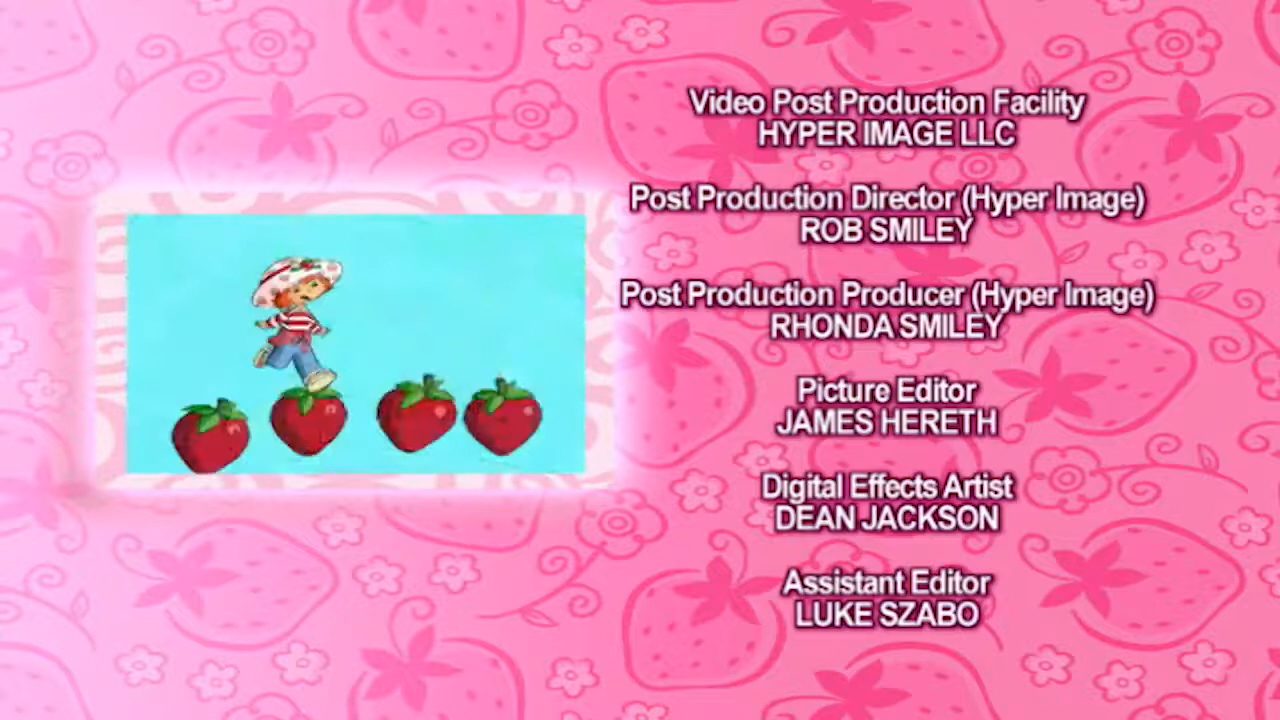 Video Post Production Facility
HYPER IMAGE LLC
Post Production Director (Hyper Image)
ROB SMILEY
Post Production Producer (Hyper Image)
RHONDA SMILEY
Picture Editor
JAMES HERETH
Digital Effects Artist
DEAN JACKSON
Assistant Editor
LUKE SZABO